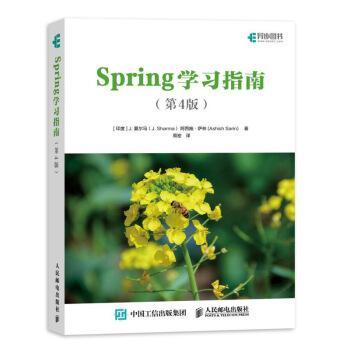 异步图书
Spring学习指南
（第4版）
[印度] J. 夏尔马（J. Sharma） 阿西施·萨林 (Ashish Sarin) 著
周密 译
中国工信出版集团
人民邮电出版社
Spring学习指南
（第4版）
人民邮电出版社